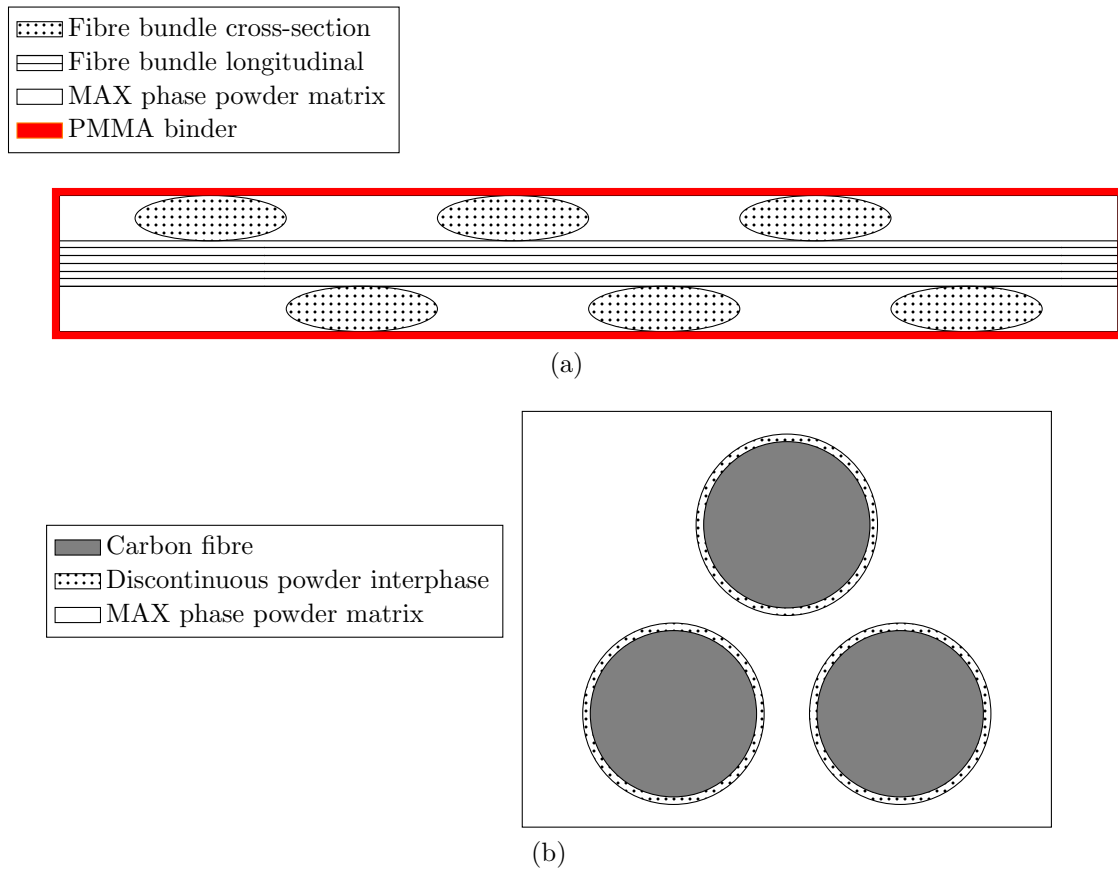 Fibre bundle cross-section
Fibre bundle longitudinal
MAX phase powder matrix
PMMA binder
(a)
Carbon fibre
Discontinuous powder interphase
MAX phase powder matrix
(b)